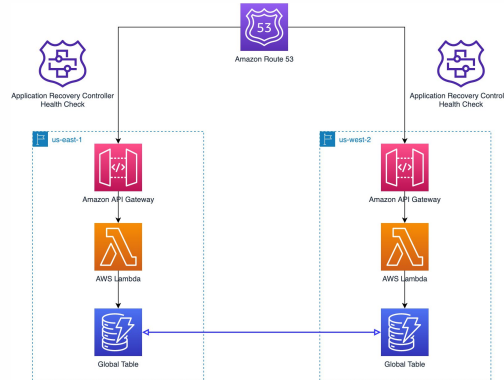 53
Amazon Route 53
Application Recovery Controller
Health Check
Application Recovery Control
Health Check
us-east-1
us-west-2
</>
</>
Amazon API Gateway
Amazon API Gateway
AWS Lambda
AWS Lambda
Global Table
Global Table